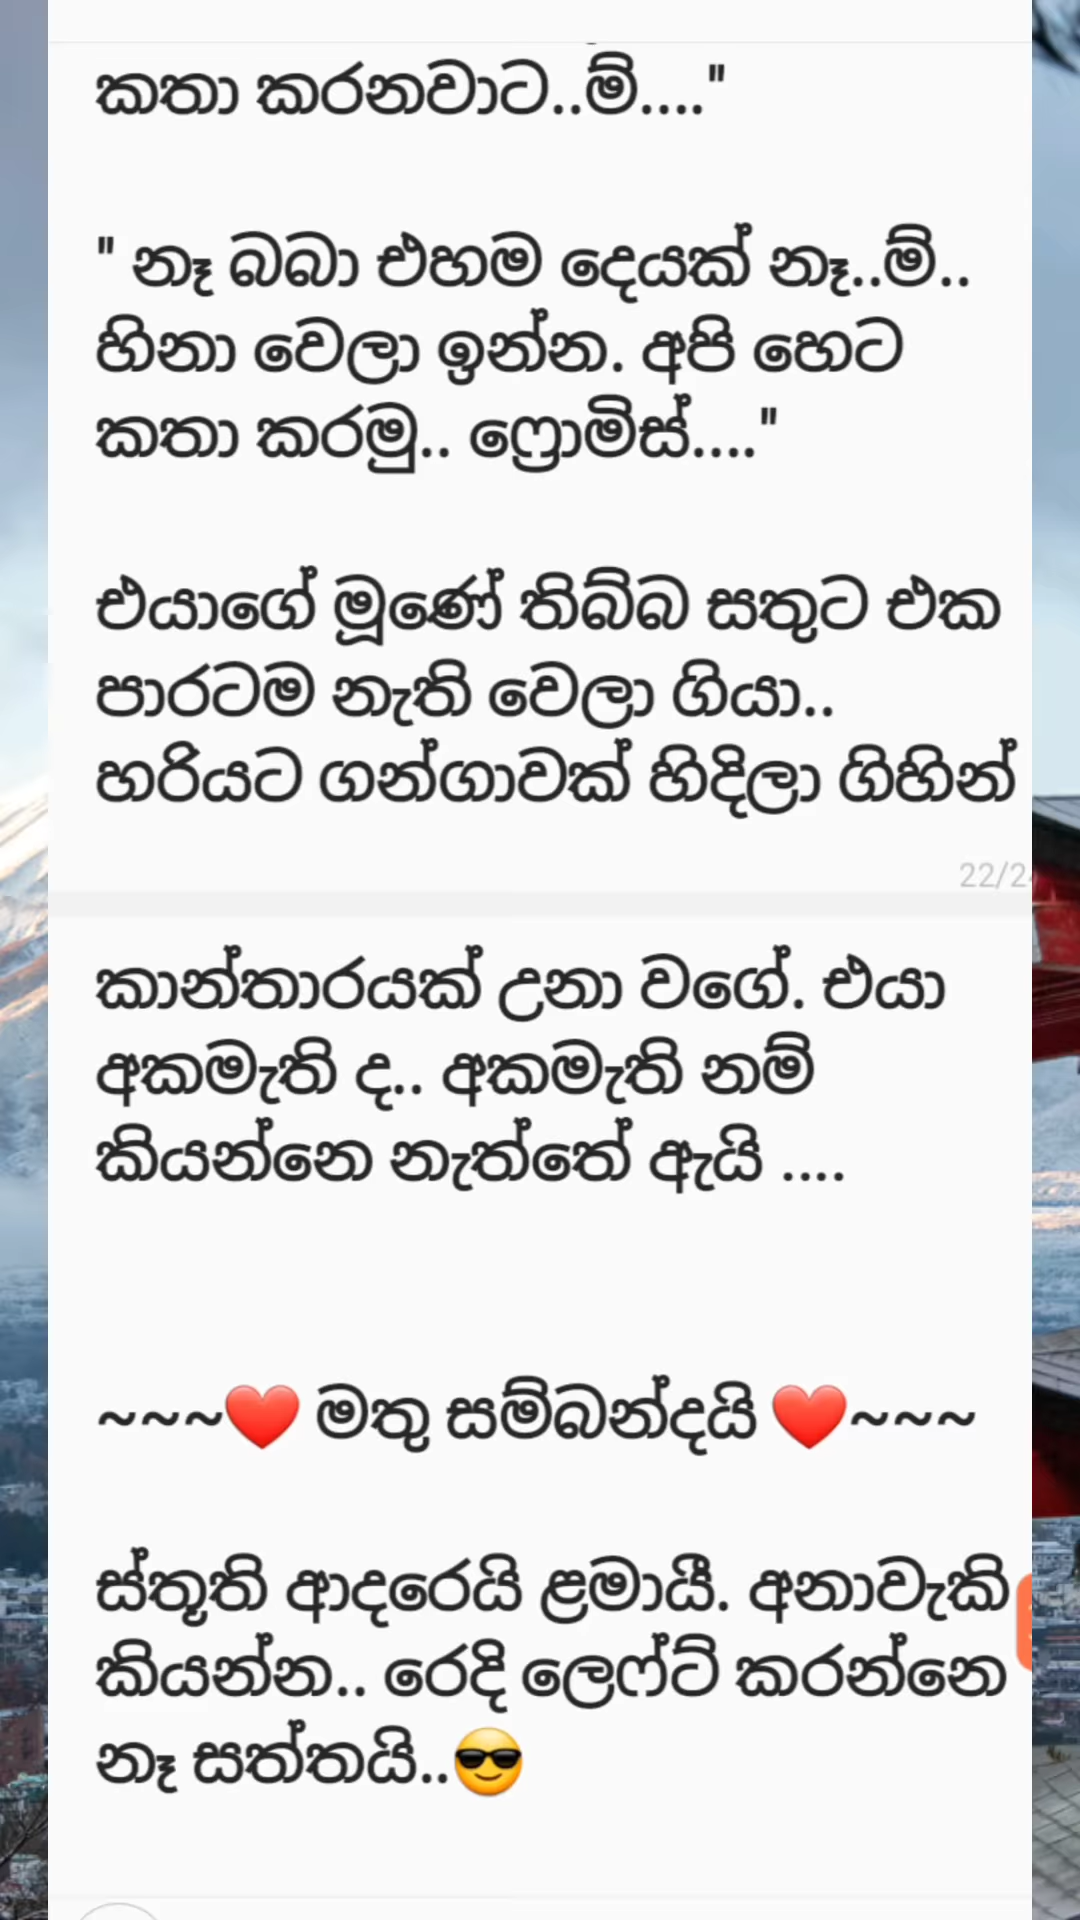 කතා කරනවාට..ම්...."
" නෑ බබා එහම දෙයක් නෑ..ම්..
හිනා වෙලා ඉන්න. අපි හෙට
කතා කරමු.. ෆ්‍රොමිස්...."
එයාගේ මූණේ තිබ්බ සතුට එක
පාරටම නැති වෙලා ගියා..
හරියට ගන්ගාවක් හිදිලා ගිහින්
22/2
කාන්තාරයක් උනා වගේ. එයා
අකමැති ද.. අකමැති නම්
කියන්නෙ නැත්තේ ඇයි ....
~~~❤️ මතු සම්බන්දයි ❤️~~~
ස්තූති ආදරෙයි ළමායී. අනාවැකි
කියන්න.. රෙදි ලෙෆ්ට් කරන්නෙ
නෑ සත්තයි..😎